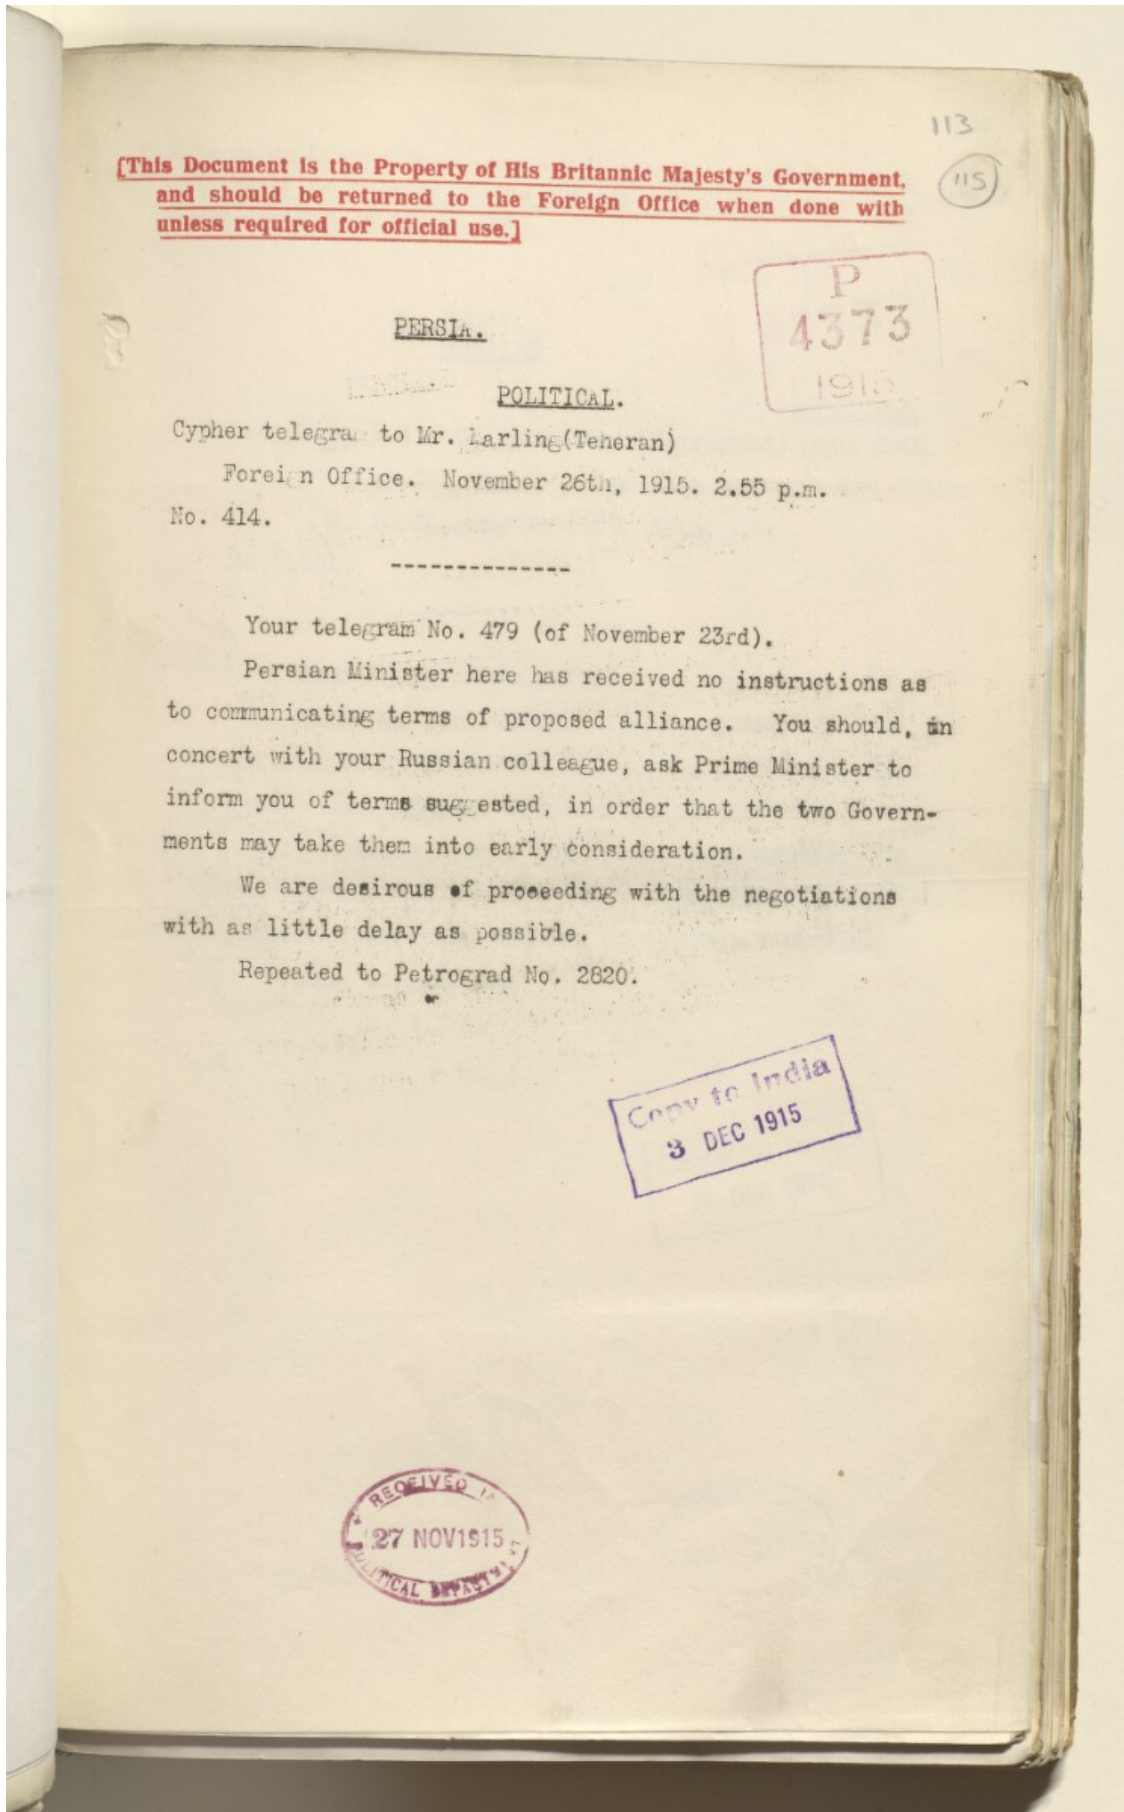 113
115
[This Document is the Property of His Britannic Majesty's Government,
and should be returned to the Foreign Office when done with
unless required for official use.]
P
4373
1915
PERSIA.
POLITICAL.
Cypher telegram to Mr. Marling(Teheran)
Foreign Office. November 26th, 1915. 2.55 p.m.
No. 414.
--------------
Your telegram No. 479 (of November 23rd).
Persian Minister here has received no instructions as
to communicating terms of proposed alliance. You should, in
concert with your Russian colleague, ask Prime Minister to
inform you of terms suggested, in order that the two Govern-
ments may take them into early consideration.
We are desirous of proceeding with the negotiations
with as little delay as possible.
Repeated to Petrograd No. 2820.
Copy to India
3 DEC 1915
RECEIVED IN
27 NOV 1915
POLITICAL DEPARTMENT